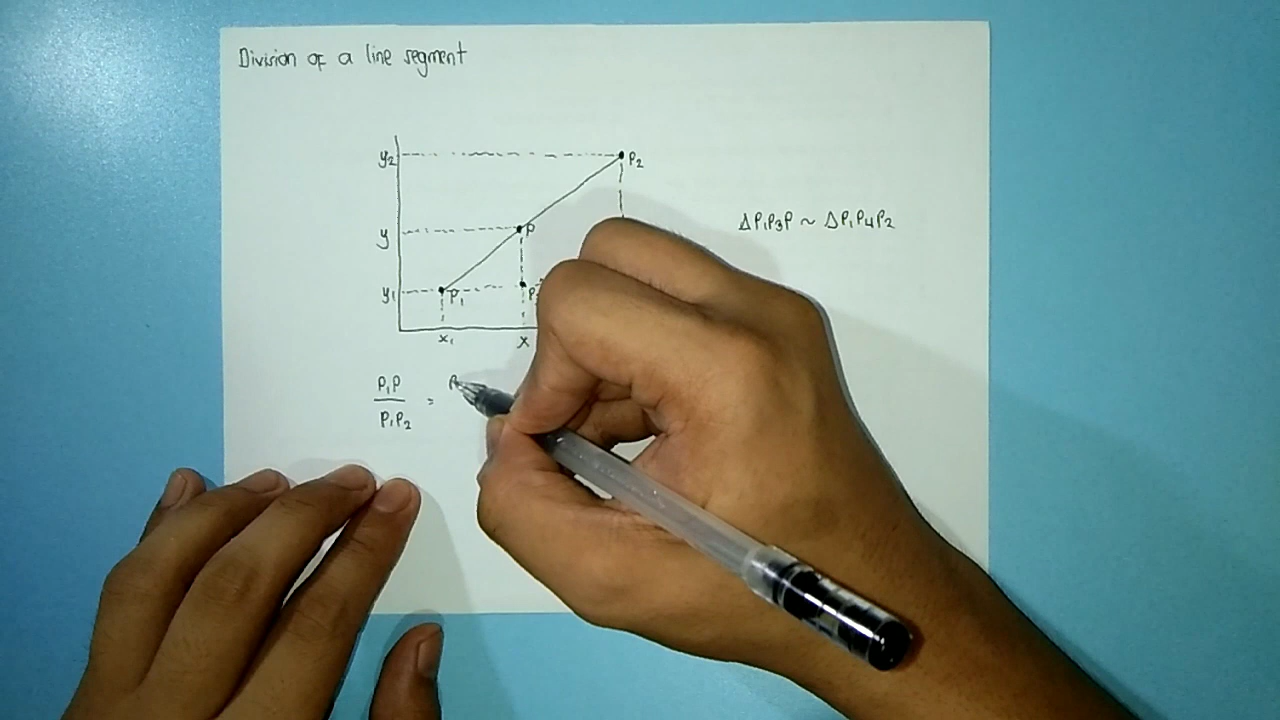 Division of a line segment
y₂
P₂
y
P
ΔP₁P₃P ~ ΔP₁P₄P₂
y₁
P₁
x₁
x
P₁P
=
P₁P₂